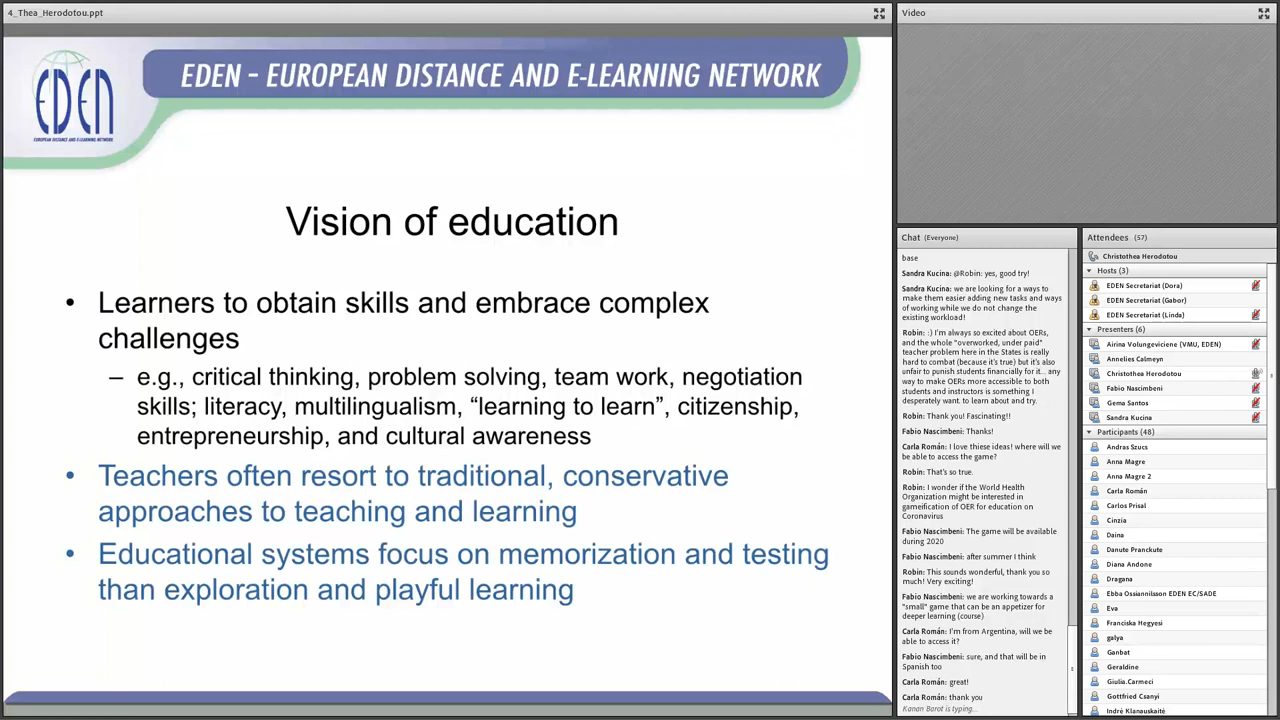 4_Thea_Herodotou.ppt
EDEN
EUROPEAN DISTANCE AND E-LEARNING NETWORK
EDEN - EUROPEAN DISTANCE AND E-LEARNING NETWORK
Vision of education
• Learners to obtain skills and embrace complex
challenges
– e.g., critical thinking, problem solving, team work, negotiation
skills; literacy, multilingualism, “learning to learn”, citizenship,
entrepreneurship, and cultural awareness
• Teachers often resort to traditional, conservative
approaches to teaching and learning
• Educational systems focus on memorization and testing
than exploration and playful learning
Video
Chat (Everyone)
base
Sandra Kucina: @Robin: yes, good try!
Sandra Kucina: we are looking for a ways to
make them easier adding new tasks and ways
of working while we do not change the
existing workload!
Robin: :) I'm always so excited about OERs,
and the whole "overworked, under paid"
teacher problem here in the States is really
hard to combat (because it's true) but it's also
unfair to punish students financially for it... any
way to make OERs more accessible to both
students and instructors is something I
desperately want. to learn about and try.
Robin: Thank you! Fascinating!!
Fabio Nascimbeni: Thanks!
Carla Román: I love these ideas! where will we
be able to access the game?
Robin: That's so true.
Robin: I wonder if the World Health
Organization might be interested in
gameification of OER for education on
Coronavirus
Fabio Nascimbeni: The game will be available
during 2020
Fabio Nascimbeni: after summer I think
Robin: This sounds wonderful, thank you so
much! Very exciting!
Fabio Nascimbeni: we are working towards a
"small" game that can be an appetizer for
deeper learning (course)
Carla Román: I'm from Argentina, will we be
able to access it?
Fabio Nascimbeni: sure, and that will be in
Spanish too
Carla Román: great!
Carla Román: thank you
Kanan Barot is typing...
Attendees (57)
Christothea Herodotou
Hosts (3)
EDEN Secretariat (Dora)
EDEN Secretariat (Gabor)
EDEN Secretariat (Linda)
Presenters (6)
Airina Volungeviciene (VMU, EDEN)
Annelies Calmeyn
Christothea Herodotou
Fabio Nascimbeni
Gema Santos
Sandra Kucina
Participants (48)
Andras Szucs
Anna Magre
Anna Magre 2
Carla Román
Carlos Prisal
Cinzia
Daina
Danute Pranckute
Diana Andone
Dragana
Ebba Ossiannilsson EDEN EC/SADE
Eva
Franciska Hegyesi
galya
Ganbat
Geraldine
Giulia.Carmeci
Gottfried Csanyi
Indrė Klanauskaitė